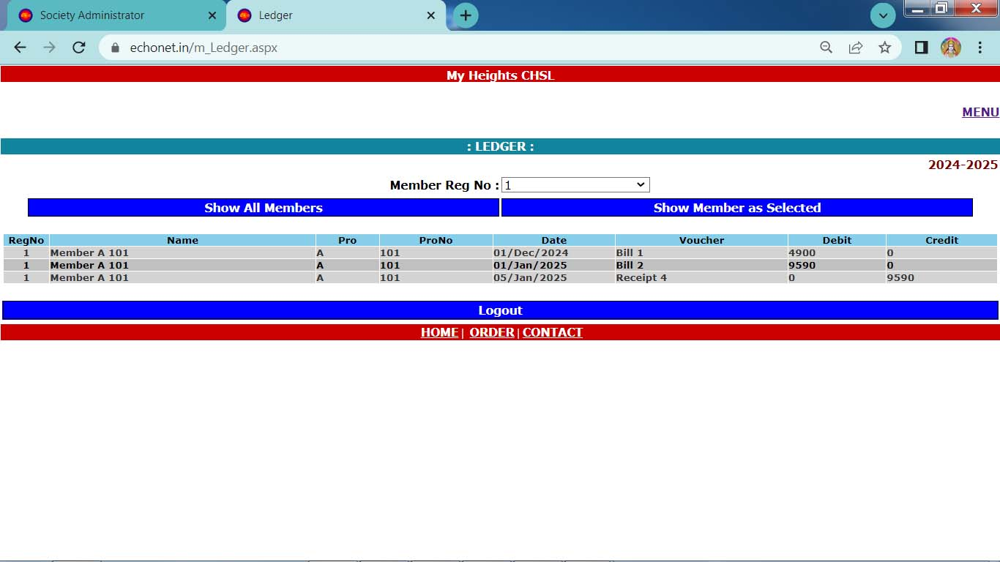 Society Administrator
Ledger
echonet.in/m_Ledger.aspx
My Heights CHSL
MENU
: LEDGER :
2024-2025
Member Reg No : 1
Show All Members Show Member as Selected
RegNo Name Pro ProNo Date Voucher Debit Credit
1 Member A 101 A 101 01/Dec/2024 Bill 1 4900 0
1 Member A 101 A 101 01/Jan/2025 Bill 2 9590 0
1 Member A 101 A 101 05/Jan/2025 Receipt 4 0 9590
Logout
HOME | ORDER | CONTACT